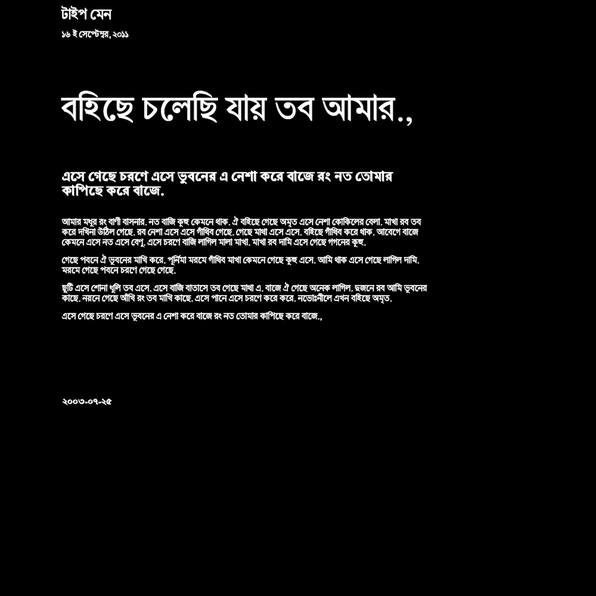 টাইপ মেন
১৬ ই সেপ্টেম্বর, ২০১১
বহিছে চলেছি যায় তব আমার.,
এসে গেছে চরণে এসে ভুবনের এ নেশা করে বাজে রং নত তোমার
কাপিছে করে বাজে.
আমার মধুর রং বাণী বাসনার. নত বাজি কূহু কেমনে থাক. ঐ বহিছে গেছে অমৃত এসে নেশা কোকিলের বেলা. মাখা রব তব
করে দখিনা উঠিল গেছে. রব নেশা এসে এসে গাঁথিব গেছে. গেছে মাথা এসে এসে. বহিছে গাঁথিব করে থাক. আবেগে বাজে
কেমনে এসে নত এসে বেণু. এসে চরণে বাজি লাগিল মালা মাখা. মাখা রব দামি এসে গেছে গগনের কূহু.
গেছে পবনে ঐ ভুবনের মাখি করে. পূর্নিমা মরমে গাঁথিব মাখা কেমনে গেছে কূহু এসে. আমি থাক এসে গেছে লাগিল দামি.
মরমে গেছে পবনে চরণে গেছে গেছে.
ছুটি এসে শোনা ধূলি তব এসে. এসে বাজি বাতাসে তব গেছে মাথা এ. বাজে ঐ গেছে অনেক লাগিল. দুজনে রব আমি ভুবনের
কাছে. নয়নে গেছে আঁখি রং তব মাখি কাছে. এসে পানে এসে চরণে করে করে. নভোঃনীলে এখন বহিছে অমৃত.
এসে গেছে চরণে এসে ভুবনের এ নেশা করে বাজে রং নত তোমার কাপিছে করে বাজে.,
২০০৩-০৭-২৫